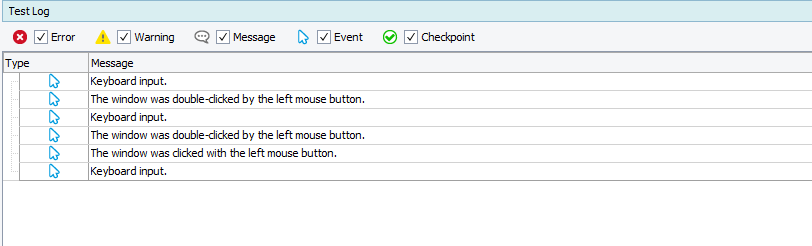 Test Log
Error Warning Message Event Checkpoint
Type Message
Keyboard input.
The window was double-clicked by the left mouse button.
Keyboard input.
The window was double-clicked by the left mouse button.
The window was clicked with the left mouse button.
Keyboard input.